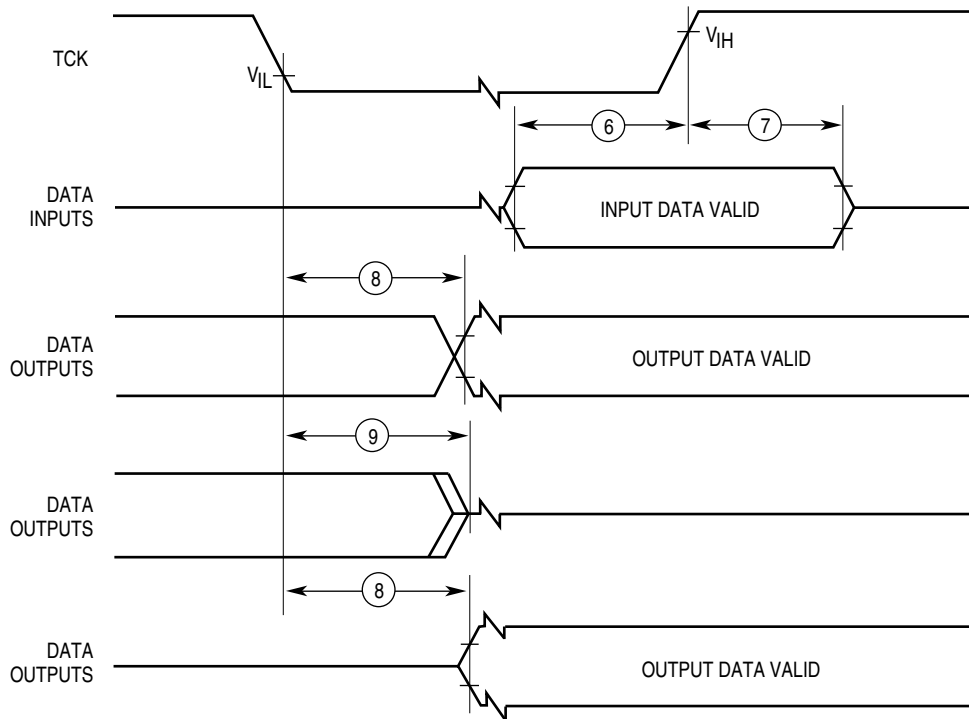 TCK
VIL
VIH
6
7
DATA
INPUTS
INPUT DATA VALID
8
DATA
OUTPUTS
OUTPUT DATA VALID
9
DATA
OUTPUTS
8
DATA
OUTPUTS
OUTPUT DATA VALID